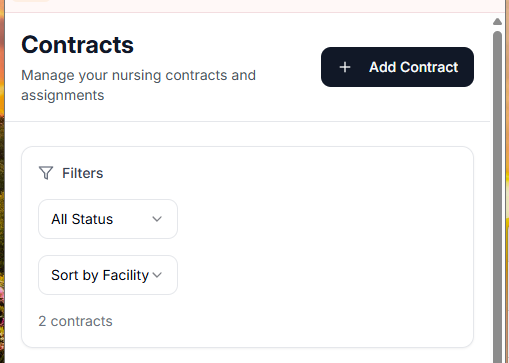 Contracts
Manage your nursing contracts and
assignments
+ Add Contract
Filters
All Status
Sort by Facility
2 contracts